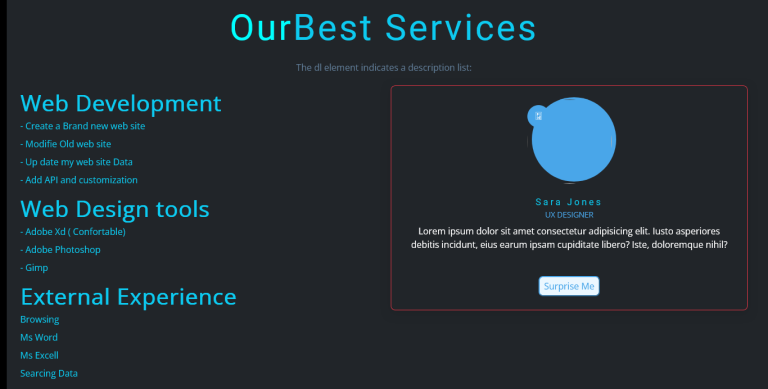 OurBest Services
The dl element indicates a description list:
Web Development
- Create a Brand new web site
- Modifie Old web site
- Up date my web site Data
- Add API and customization
Web Design tools
- Adobe Xd ( Confortable)
- Adobe Photoshop
- Gimp
External Experience
Browsing
Ms Word
Ms Excell
Searcing Data
Sara Jones
UX DESIGNER
Lorem ipsum dolor sit amet consectetur adipisicing elit. Iusto asperiores
debitis incidunt, eius earum ipsam cupiditate libero? Iste, doloremque nihil?
Surprise Me